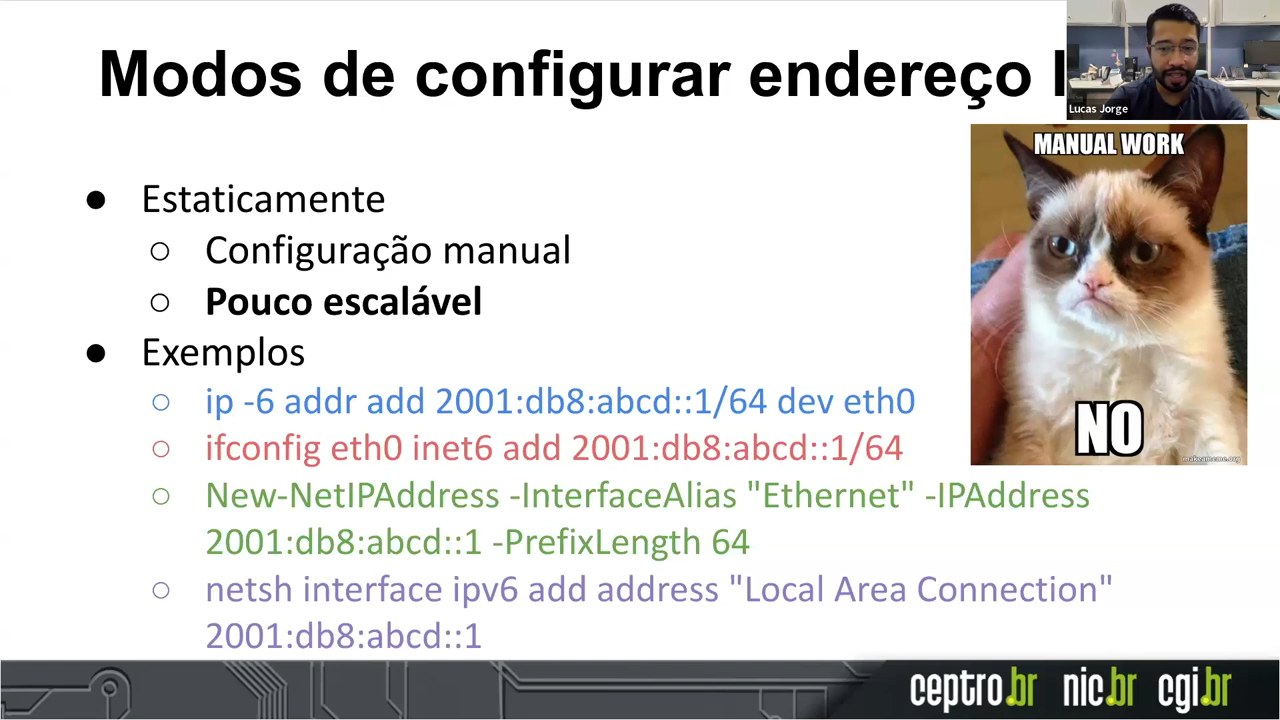 Modos de configurar endereço I
Lucas Jorge
MANUAL WORK
NO
makeameme.org
● Estaticamente
○ Configuração manual
○ Pouco escalável
● Exemplos
○ ip -6 addr add 2001:db8:abcd::1/64 dev eth0
○ ifconfig eth0 inet6 add 2001:db8:abcd::1/64
○ New-NetIPAddress -InterfaceAlias "Ethernet" -IPAddress
2001:db8:abcd::1 -PrefixLength 64
○ netsh interface ipv6 add address "Local Area Connection"
2001:db8:abcd::1
ceptro.br nic.br cgi.br